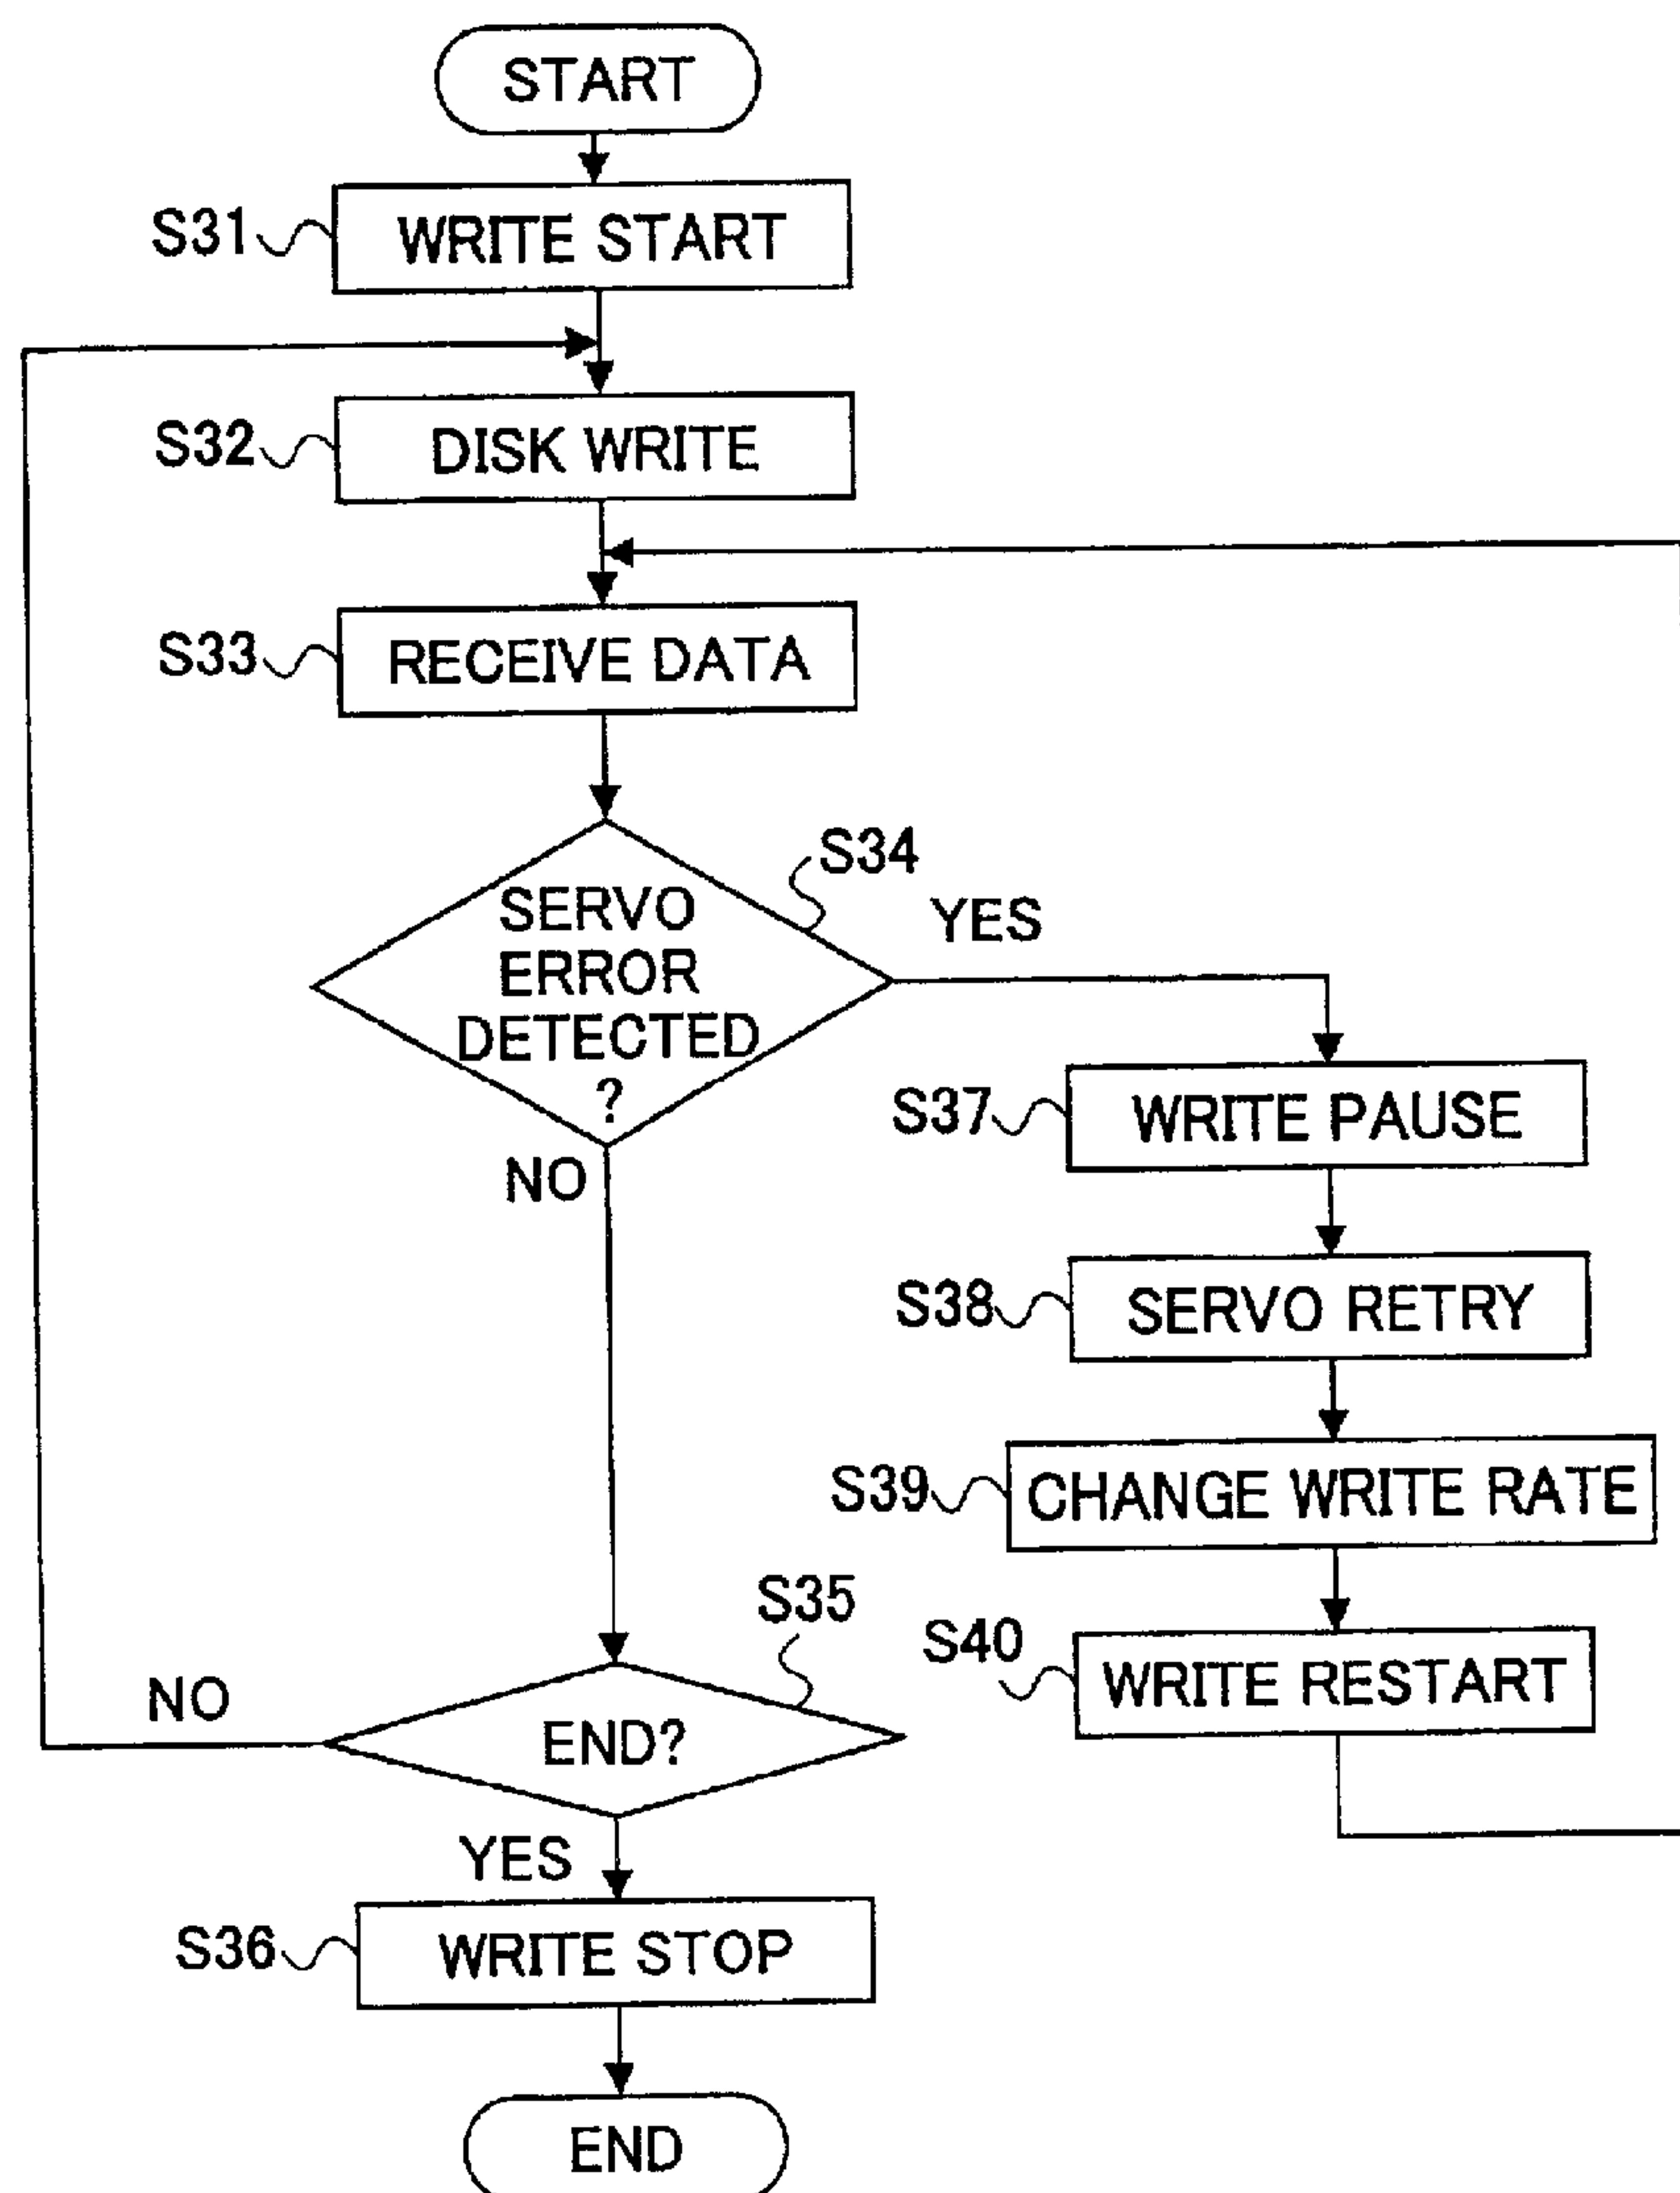 START
S31
WRITE START
S32
DISK WRITE
S33
RECEIVE DATA
S34
SERVO
ERROR
DETECTED
?
YES
NO
S37
WRITE PAUSE
S38
SERVO RETRY
S39
CHANGE WRITE RATE
S40
WRITE RESTART
S35
END?
NO
YES
S36
WRITE STOP
END